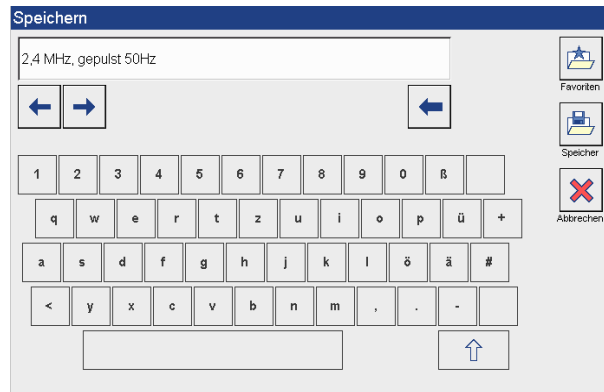 Speichern
2,4 MHz, gepulst 50Hz
Favoriten
Speicher
Abbrechen
1 2 3 4 5 6 7 8 9 0 ß
q w e r t z u i o p ü +
a s d f g h j k l ö ä #
< y x c v b n m , . -